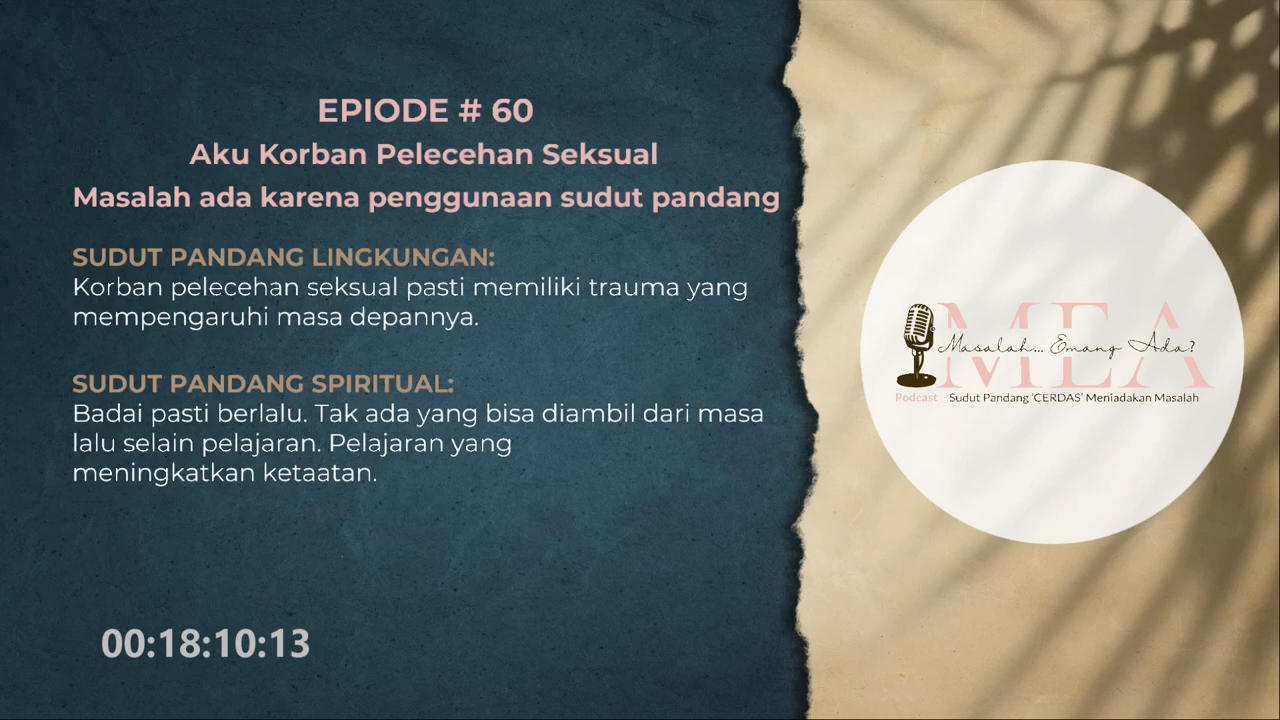 EPIODE # 60
Aku Korban Pelecehan Seksual
Masalah ada karena penggunaan sudut pandang
SUDUT PANDANG LINGKUNGAN:
Korban pelecehan seksual pasti memiliki trauma yang
mempengaruhi masa depannya.
SUDUT PANDANG SPIRITUAL:
Badai pasti berlalu. Tak ada yang bisa diambil dari masa
lalu selain pelajaran. Pelajaran yang
meningkatkan ketaatan.
00:18:10:13
MEA
Masalah... Emang Ada?
Podcast Sudut Pandang 'CERDAS' Meniadakan Masalah